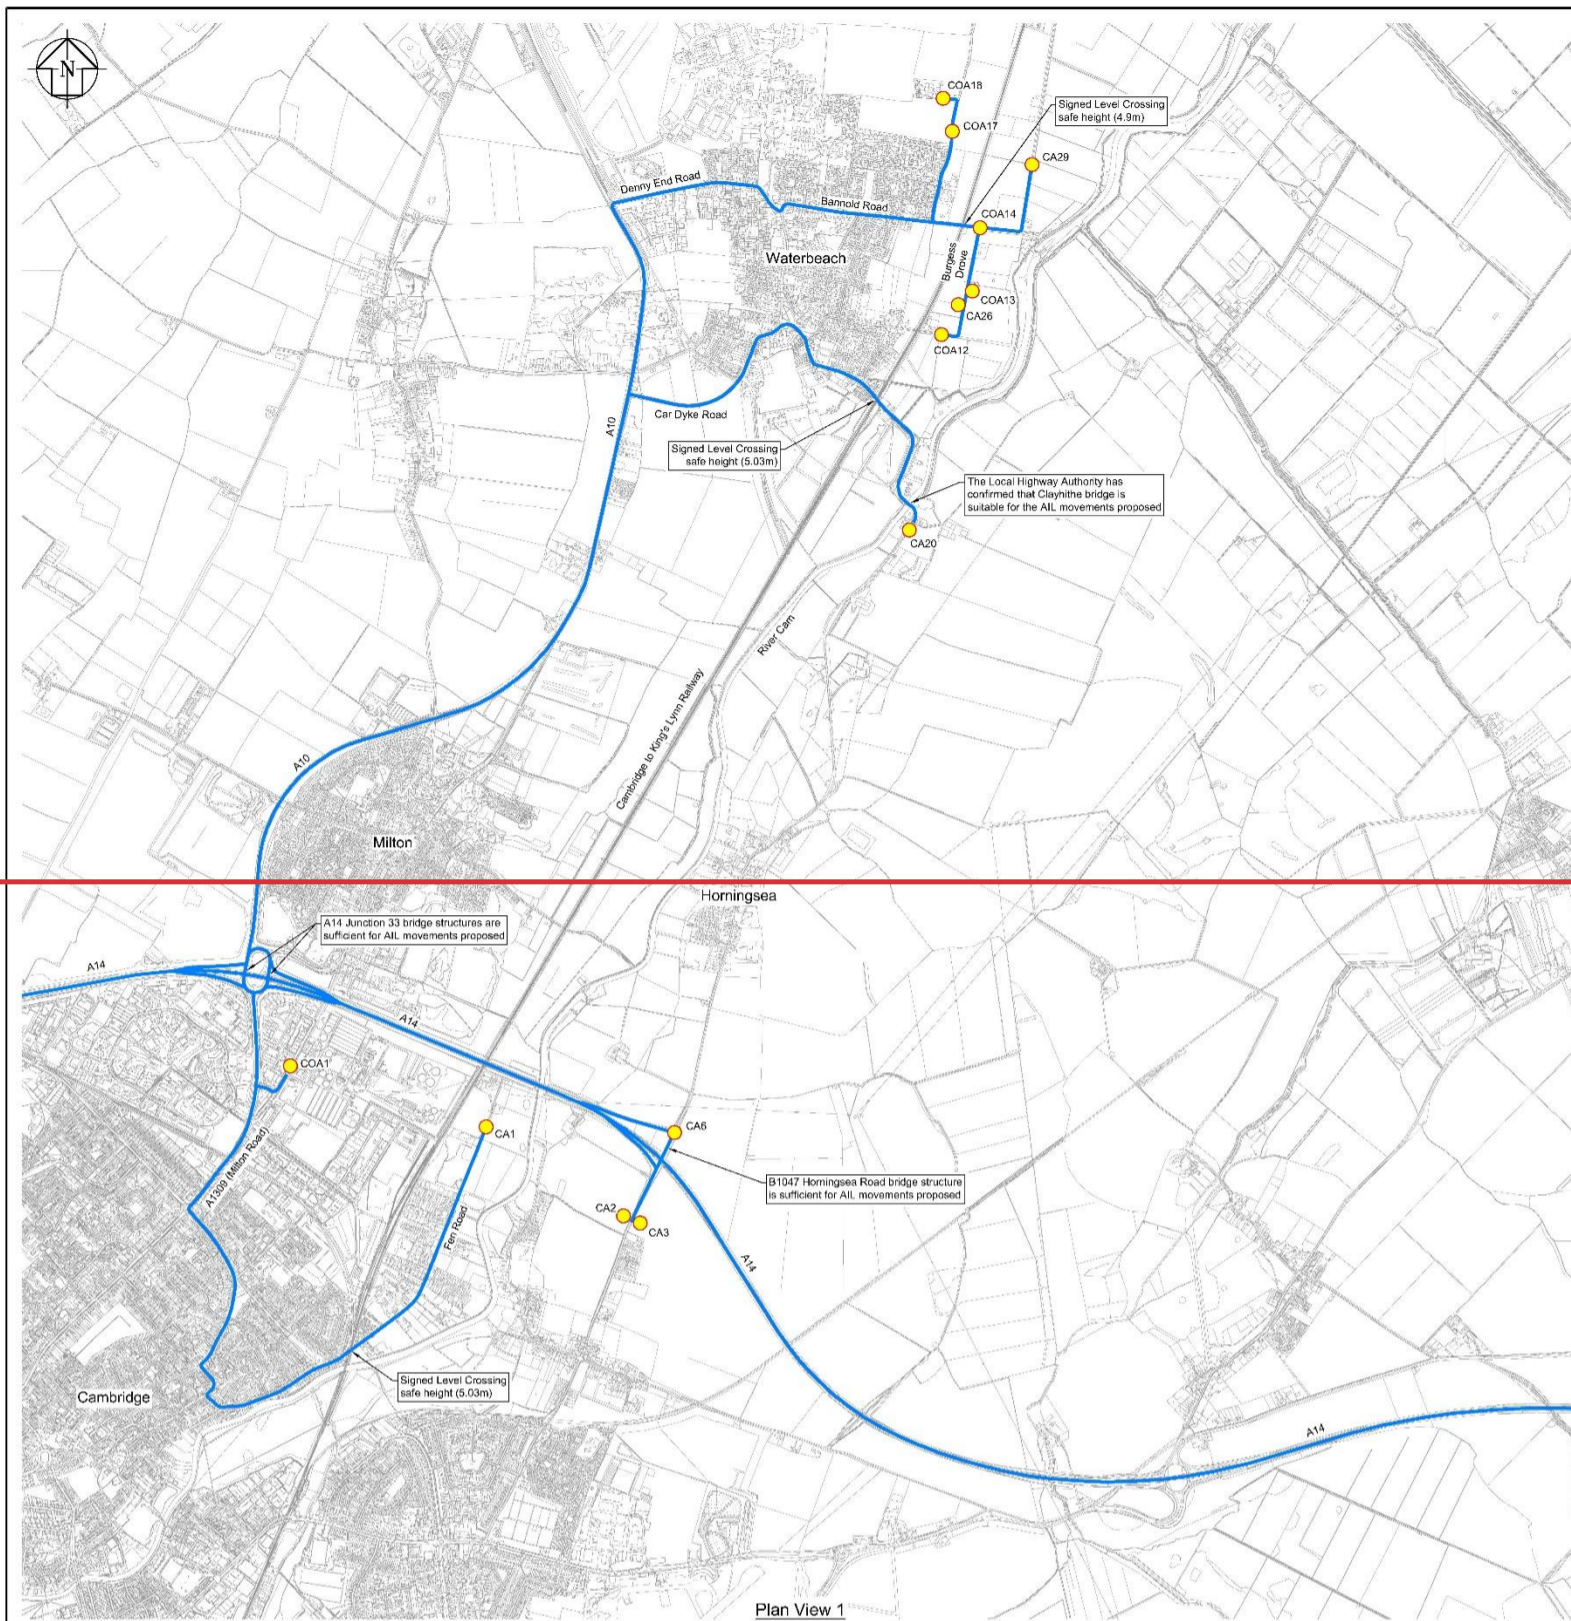 N
COA18
Signed Level Crossing
safe height (4.9m)
COA17
CA29
Denny End Road
Bannold Road
COA14
Waterbeach
Burgess
Drove
COA13
CA26
COA12
Car Dyke Road
A10
Signed Level Crossing
safe height (5.03m)
The Local Highway Authority has
confirmed that Clayhithe bridge is
suitable for the AIL movements proposed
CA20
River Cam
Cambridge to King's Lynn Railway
A10
Milton
Horningsea
A14 Junction 33 bridge structures are
sufficient for AIL movements proposed
A14
A14
COA1
CA1
CA6
A1309 (Milton Road)
B1047 Horningsea Road bridge structure
is sufficient for AIL movements proposed
CA2
CA3
Fen Road
A14
Signed Level Crossing
safe height (5.03m)
Cambridge
A14
Plan View 1